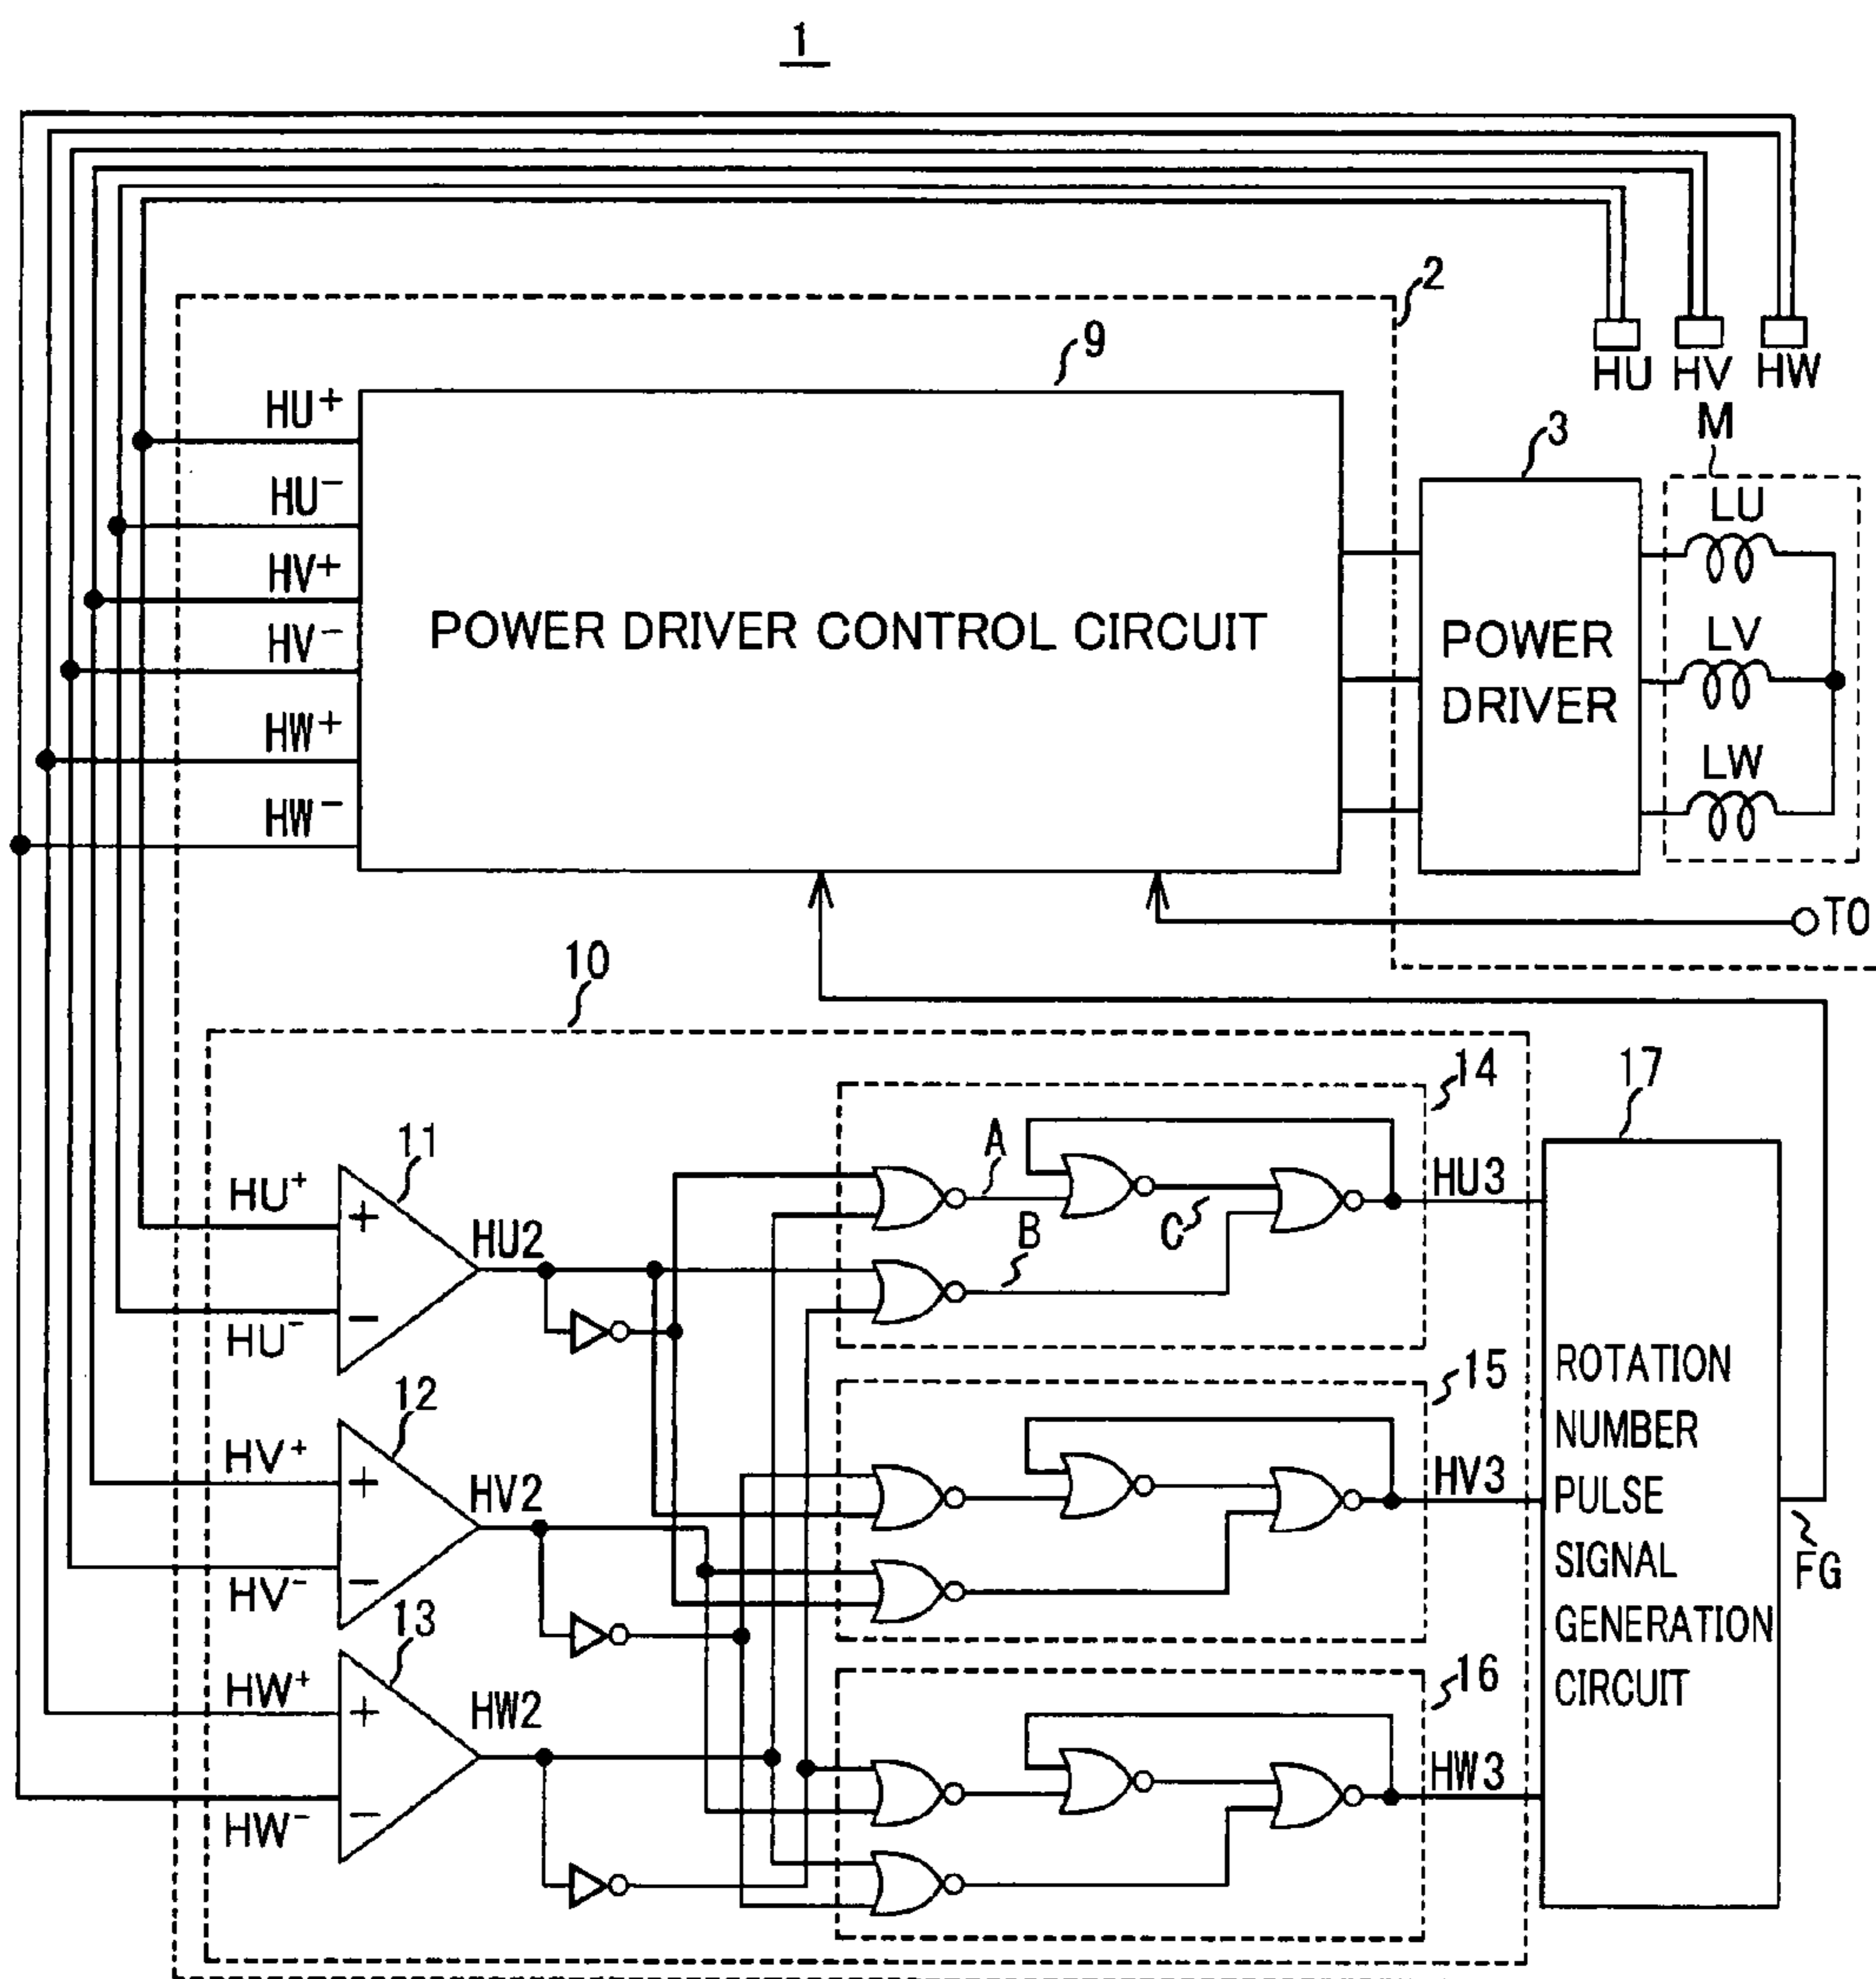 1
2
HU HV HW
9
M
3
HU+
HU-
HV+
HV-
HW+
HW-
POWER DRIVER CONTROL CIRCUIT
POWER
DRIVER
LU
LV
LW
T0
10
14
17
11
A
HU+
+
HU2
B
C
HU3
-
HU-
12
15
ROTATION
NUMBER
PULSE
SIGNAL
GENERATION
CIRCUIT
HV+
+
HV2
HV3
-
HV-
FG
13
16
HW+
+
HW2
HW3
-
HW-